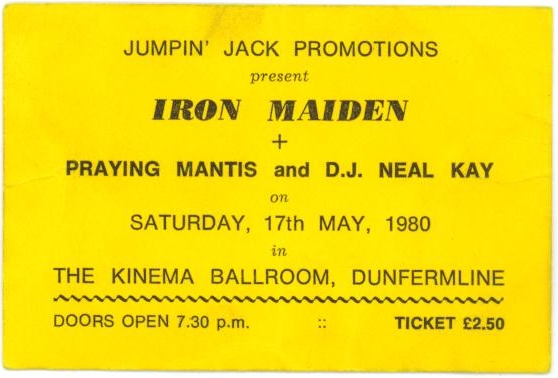 JUMPIN' JACK PROMOTIONS
present
IRON MAIDEN
+
PRAYING MANTIS and D.J. NEAL KAY
on
SATURDAY, 17th MAY, 1980
in
THE KINEMA BALLROOM, DUNFERMLINE
DOORS OPEN 7.30 p.m. :: TICKET £2.50